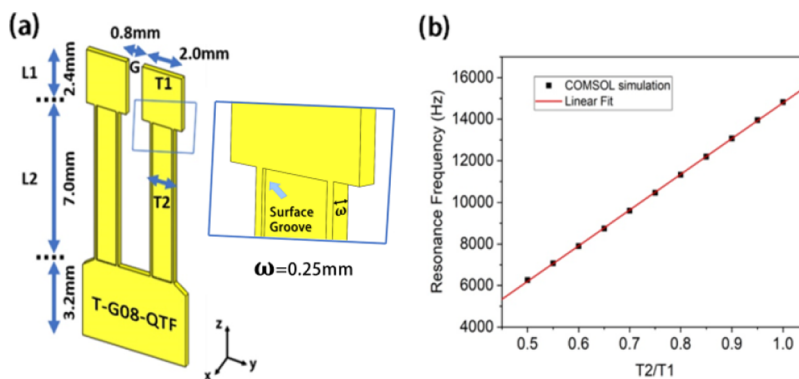 (a)
0.8mm
2.0mm
G
T1
L1
2.4mm
L2
7.0mm
T2
3.2mm
T-G08-QTF
Surface
Groove
ω
ω=0.25mm
z
y
x
(b)
16000
14000
12000
10000
8000
6000
4000
Resonance Frequency (Hz)
COMSOL simulation
Linear Fit
0.5 0.6 0.7 0.8 0.9 1.0
T2/T1